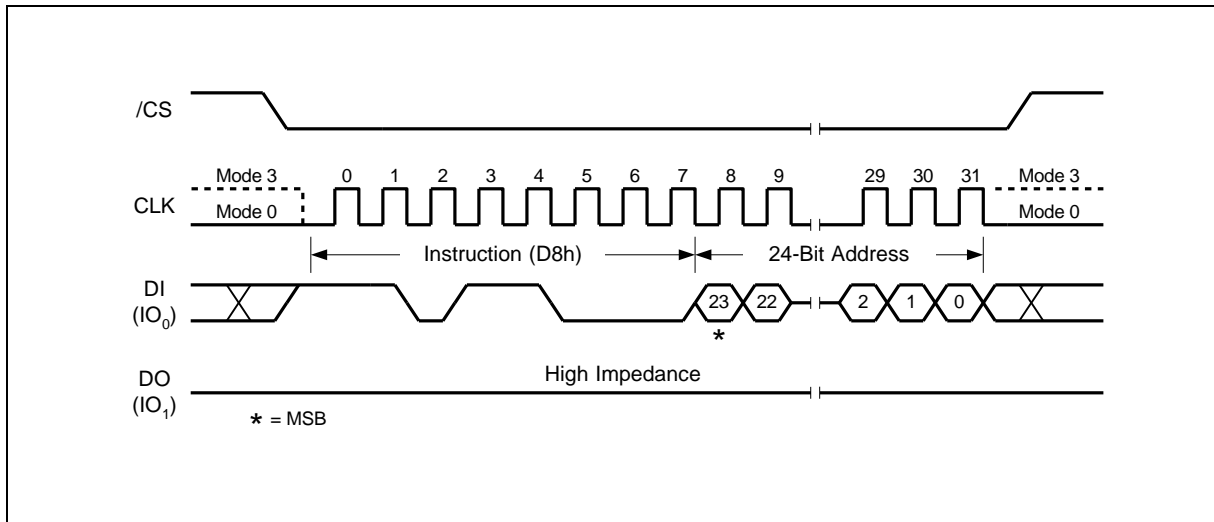 /CS
Mode 3
0 1 2 3 4 5 6 7 8 9 29 30 31
Mode 3
CLK
Mode 0
Mode 0
Instruction (D8h)
24-Bit Address
DI
(IO0)
23 22 2 1 0
*
High Impedance
DO
(IO1)
* = MSB